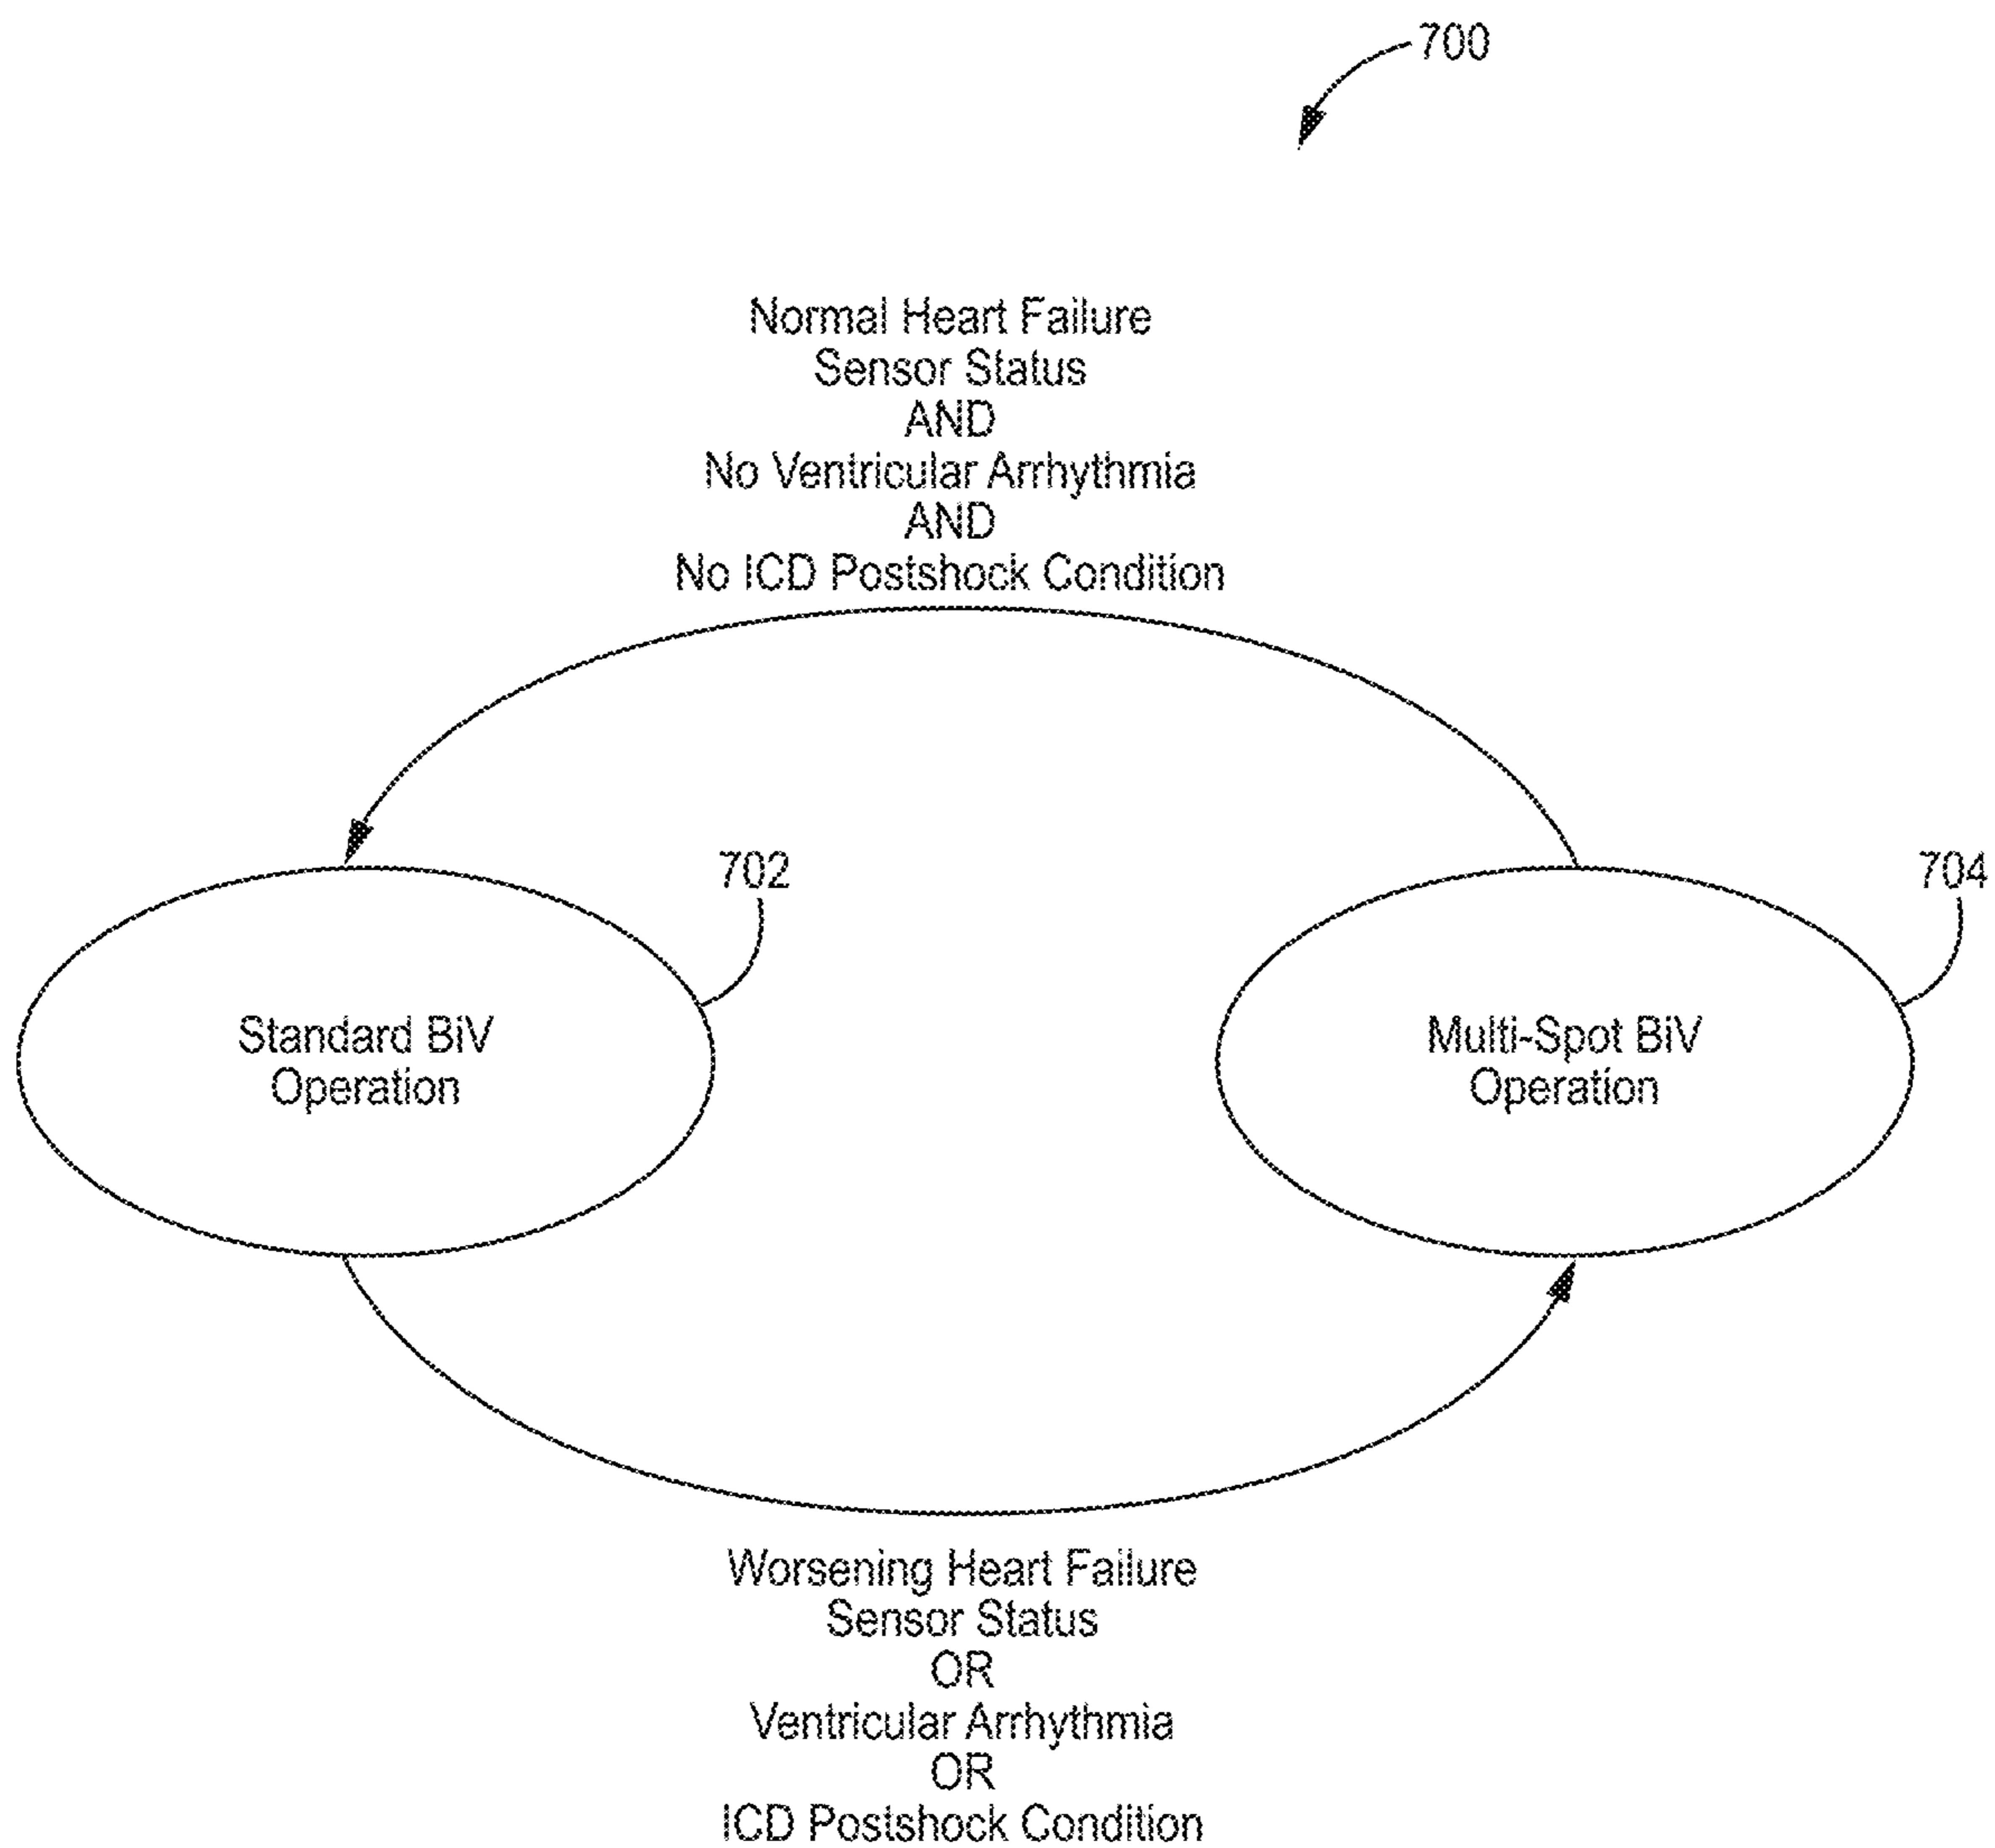 700
Normal Heart Failure
Sensor Status
AND
No Ventricular Arrhythmia
AND
No ICD Postshock Condition
702
704
Standard BiV
Operation
Multi-Spot BiV
Operation
Worsening Heart Failure
Sensor Status
OR
Ventricular Arrhythmia
OR
ICD Postshock Condition